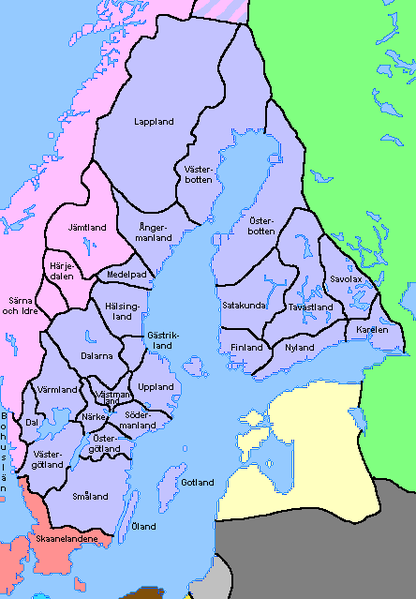 Lappland
Väster-
botten
Jämtland
Ånger-
manland
Öster-
botten
Härje-
dalen
Medelpad
Savolax
Särna
och Idre
Hälsing-
land
Satakunda
Tavastland
Karelen
Gästrik-
land
Finland
Nyland
Dalarna
Värmland
Västman
land
Uppland
Dal
Närke
Söder-
manland
Bohuslän
Väster-
götland
Öster-
götland
Småland
Gotland
Öland
Skaanelandene